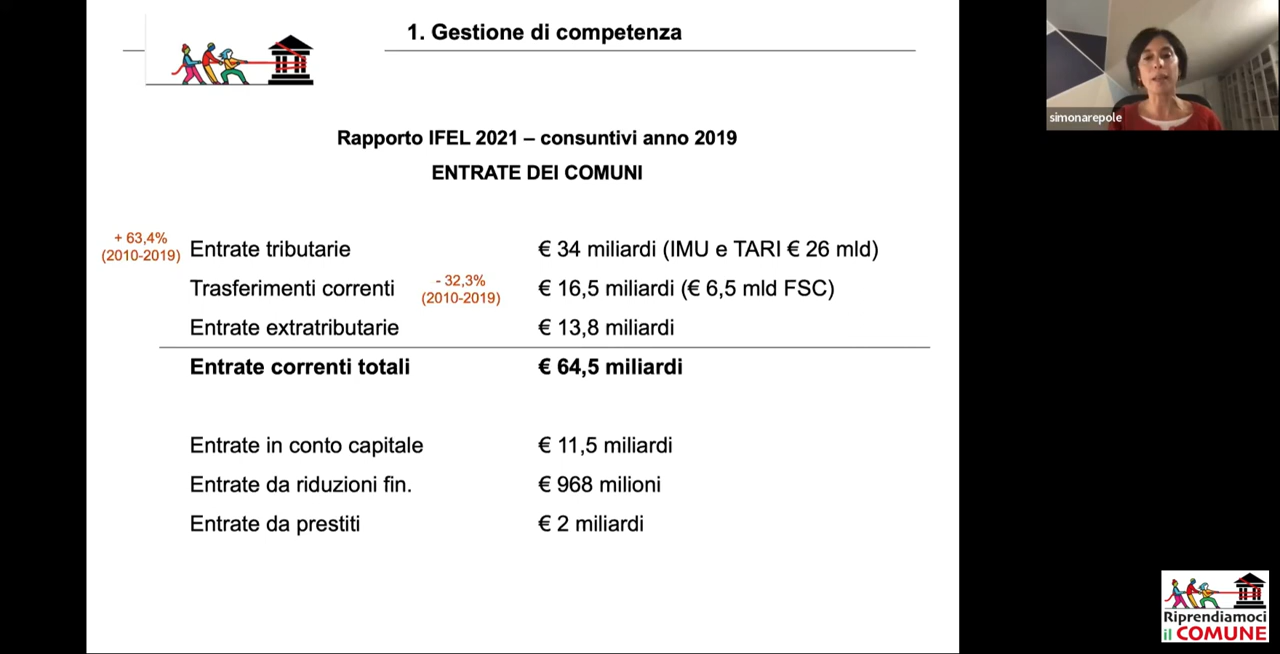 1. Gestione di competenza
simonarepole
Rapporto IFEL 2021 – consuntivi anno 2019
ENTRATE DEI COMUNI
+ 63,4%
(2010-2019)
Entrate tributarie € 34 miliardi (IMU e TARI € 26 mld)
Trasferimenti correnti € 16,5 miliardi (€ 6,5 mld FSC)
- 32,3%
(2010-2019)
Entrate extratributarie € 13,8 miliardi
Entrate correnti totali € 64,5 miliardi
Entrate in conto capitale € 11,5 miliardi
Entrate da riduzioni fin. € 968 milioni
Entrate da prestiti € 2 miliardi
Riprendiamoci
il COMUNE